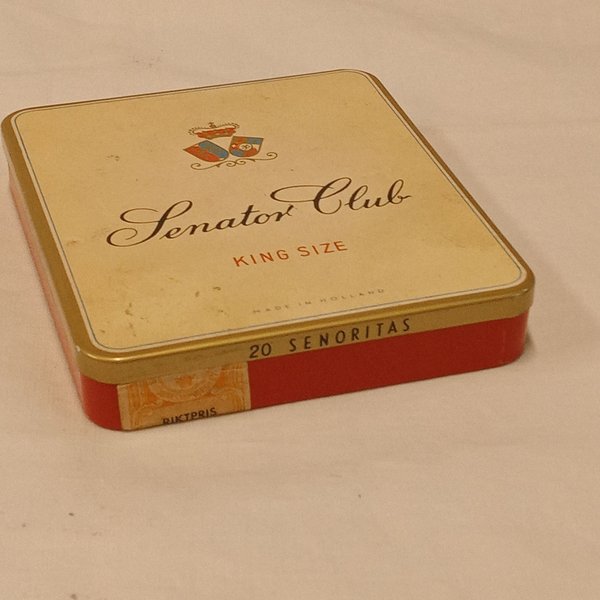 Senator Club
KING SIZE
MADE IN HOLLAND
20 SENORITAS
RIKTPRIS